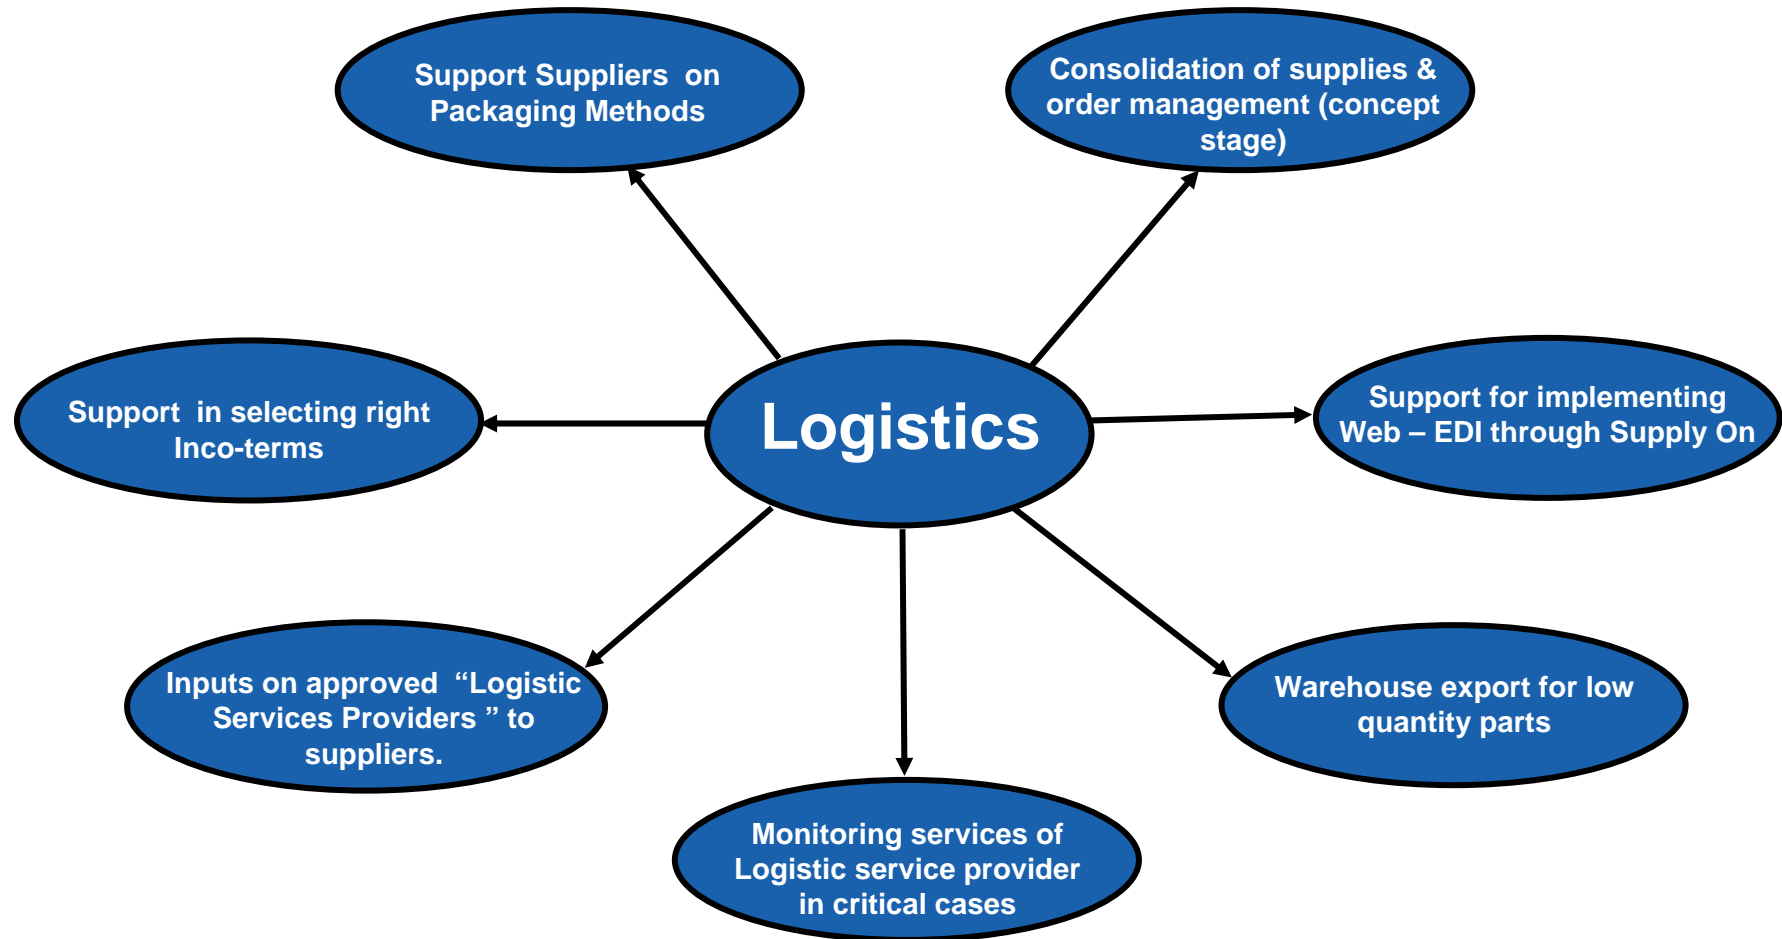 Support Suppliers  on
Packaging Methods
Consolidation of supplies &
order management (concept
stage)
Support  in selecting right
Inco-terms
Logistics
Support for implementing
Web – EDI through Supply On
Inputs on approved  “Logistic
Services Providers ” to
suppliers.
Warehouse export for low
quantity parts
Monitoring services of
Logistic service provider
in critical cases